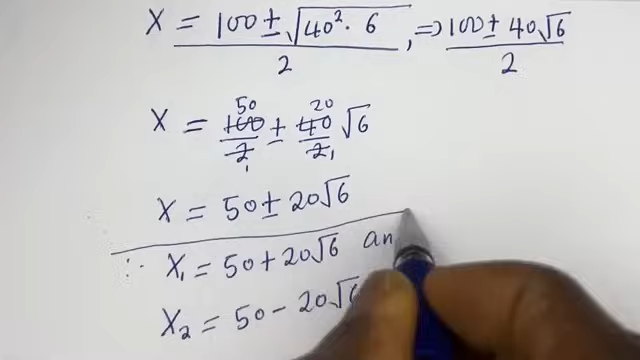 X = 100 ± √40² · 6 / 2 , ⇒ 100 ± 40√6 / 2
50 20
X = 100/2 ± 40/2 √6
1 1
X = 50 ± 20√6
∴ X₁ = 50 + 20√6 an
X₂ = 50 − 20√6